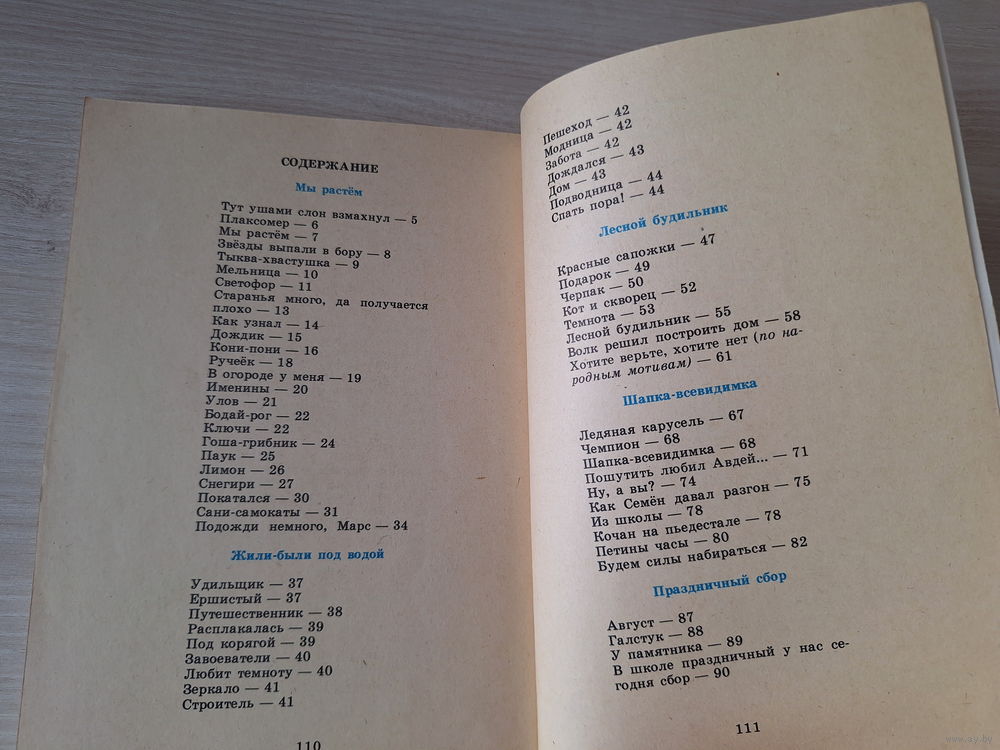 СОДЕРЖАНИЕ
Мы растём
Тут ушами слон взмахнул — 5
Плаксомер — 6
Мы растём — 7
Звёзды выпали в бору — 8
Тыква-хвастушка — 9
Мельница — 10
Светофор — 11
Старанья много, да получается
плохо — 13
Как узнал — 14
Дождик — 15
Кони-пони — 16
Ручеёк — 18
В огороде у меня — 19
Именины — 20
Улов — 21
Бодай-рог — 22
Ключи — 22
Гоша-грибник — 24
Паук — 25
Лимон — 26
Снегири — 27
Покатался — 30
Сани-самокаты — 31
Подожди немного, Марс — 34
Жили-были под водой
Удильщик — 37
Ершистый — 37
Путешественник — 38
Расплакалась — 39
Под корягой — 39
Завоеватели — 40
Любит темноту — 40
Зеркало — 41
Строитель — 41
110
Пешеход — 42
Модница — 42
Забота — 42
Дождался — 43
Дом — 43
Подводница — 44
Спать пора! — 44
Лесной будильник
Красные сапожки — 47
Подарок — 49
Черпак — 50
Кот и скворец — 52
Темнота — 53
Лесной будильник — 55
Волк решил построить дом — 58
Хотите верьте, хотите нет (по на-
родным мотивам) — 61
Шапка-всевидимка
Ледяная карусель — 67
Чемпион — 68
Шапка-всевидимка — 68
Пошутить любил Авдей... — 71
Ну, а вы? — 74
Как Семён давал разгон — 75
Из школы — 78
Кочан на пьедестале — 78
Петины часы — 80
Будем силы набираться — 82
Праздничный сбор
Август — 87
Галстук — 88
У памятника — 89
В школе праздничный у нас се-
годня сбор — 90
111
www.ay.by